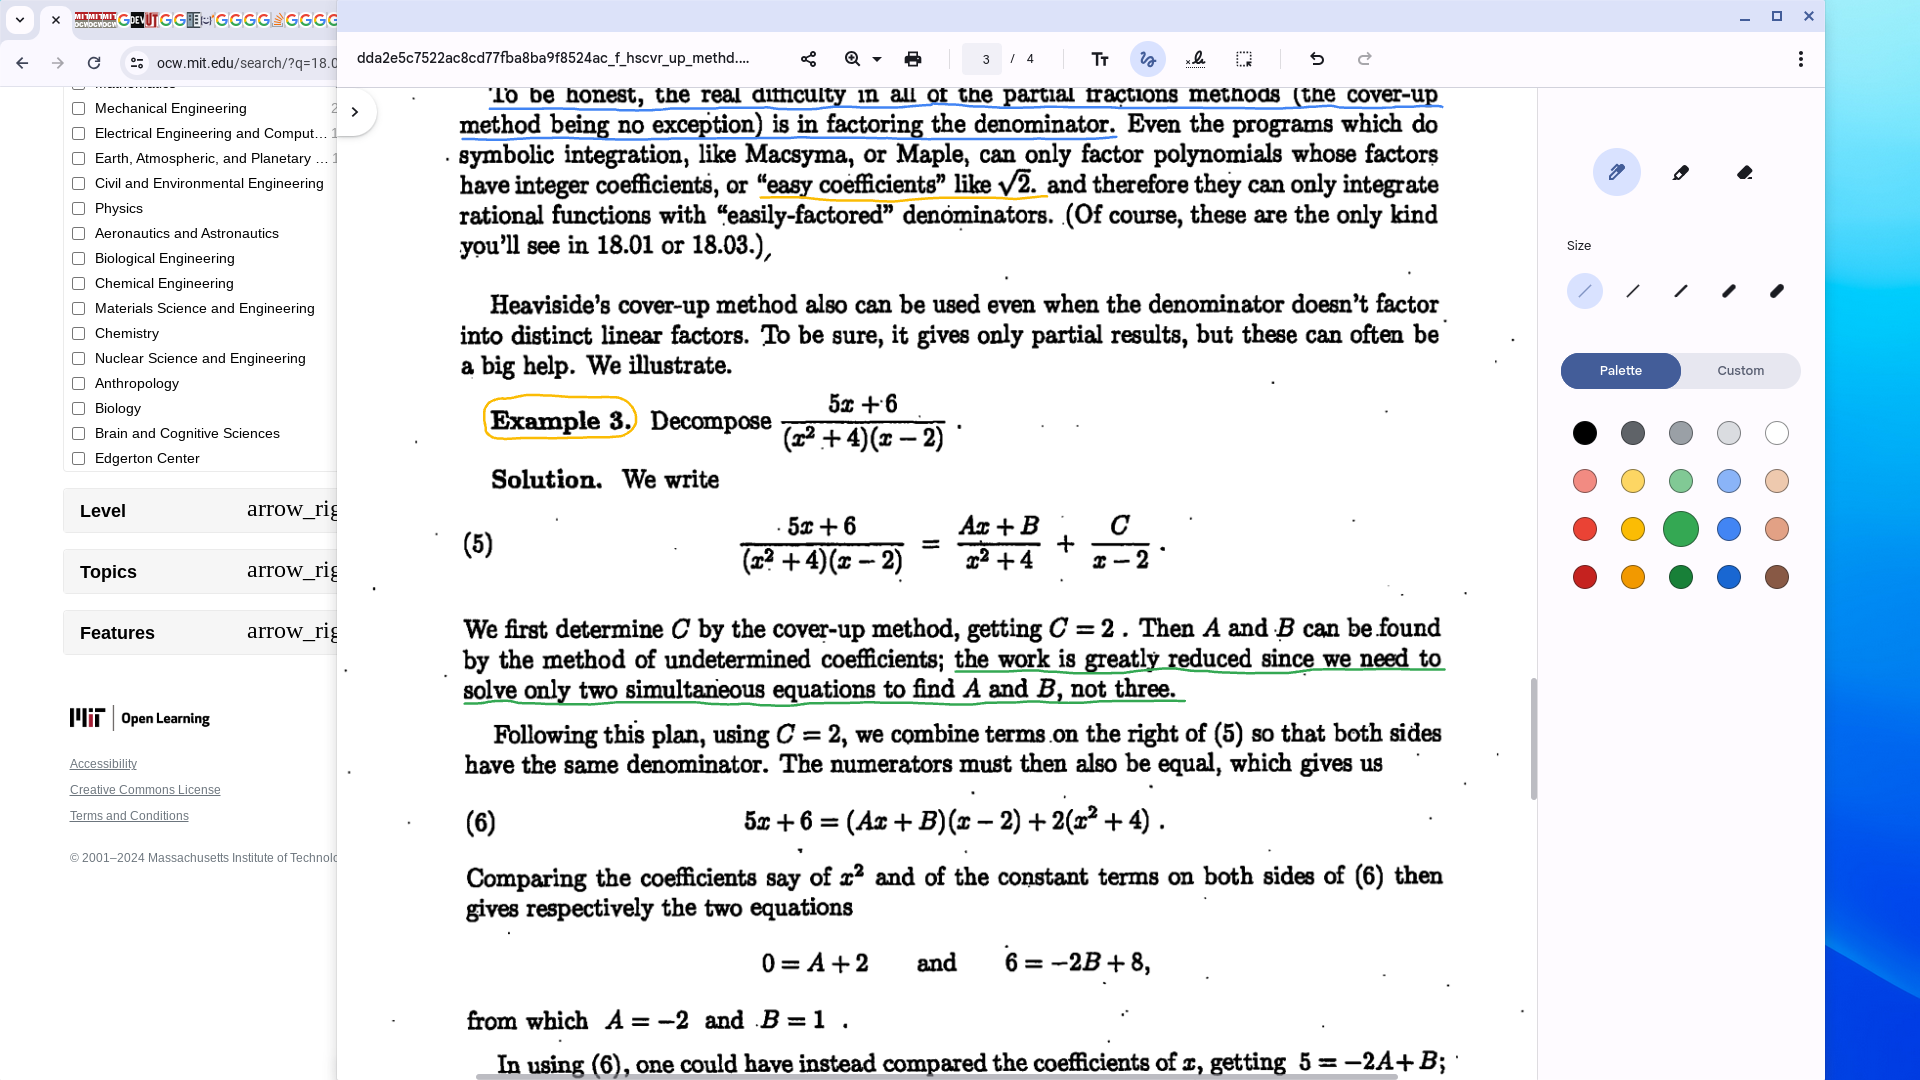 dda2e5c7522ac8cd77fba8ba9f8524ac_f_hscvr_up_methd....
3 / 4
ocw.mit.edu/search/?q=18.0
Mathematics
Mechanical Engineering 2
Electrical Engineering and Comput... 1
Earth, Atmospheric, and Planetary ... 1
Civil and Environmental Engineering
Physics
Aeronautics and Astronautics
Biological Engineering
Chemical Engineering
Materials Science and Engineering
Chemistry
Nuclear Science and Engineering
Anthropology
Biology
Brain and Cognitive Sciences
Edgerton Center
Level arrow_rig
Topics arrow_rig
Features arrow_rig
MIT Open Learning
Accessibility
Creative Commons License
Terms and Conditions
© 2001–2024 Massachusetts Institute of Technolo
To be honest, the real difficulty in all of the partial fractions methods (the cover-up
method being no exception) is in factoring the denominator. Even the programs which do
symbolic integration, like Macsyma, or Maple, can only factor polynomials whose factors
have integer coefficients, or “easy coefficients” like √2. and therefore they can only integrate
rational functions with “easily-factored” denominators. (Of course, these are the only kind
you’ll see in 18.01 or 18.03.)
Heaviside’s cover-up method also can be used even when the denominator doesn’t factor
into distinct linear factors. To be sure, it gives only partial results, but these can often be
a big help. We illustrate.
Example 3. Decompose (5x + 6)/((x² + 4)(x − 2)) .
Solution. We write
(5) (5x + 6)/((x² + 4)(x − 2)) = (Ax + B)/(x² + 4) + C/(x − 2) .
We first determine C by the cover-up method, getting C = 2 . Then A and B can be found
by the method of undetermined coefficients; the work is greatly reduced since we need to
solve only two simultaneous equations to find A and B, not three.
Following this plan, using C = 2, we combine terms on the right of (5) so that both sides
have the same denominator. The numerators must then also be equal, which gives us
(6) 5x + 6 = (Ax + B)(x − 2) + 2(x² + 4) .
Comparing the coefficients say of x² and of the constant terms on both sides of (6) then
gives respectively the two equations
0 = A + 2 and 6 = −2B + 8,
from which A = −2 and B = 1 .
In using (6), one could have instead compared the coefficients of x, getting 5 = −2A + B;
Size
Palette
Custom